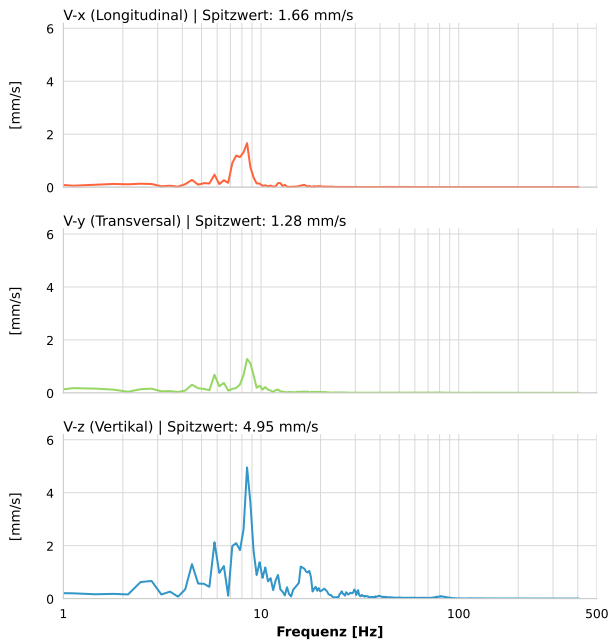 V-x (Longitudinal) | Spitzwert: 1.66 mm/s
6
4
2
0
[mm/s]
V-y (Transversal) | Spitzwert: 1.28 mm/s
6
4
2
0
[mm/s]
V-z (Vertikal) | Spitzwert: 4.95 mm/s
6
4
2
0
[mm/s]
1 10 100 500
Frequenz [Hz]